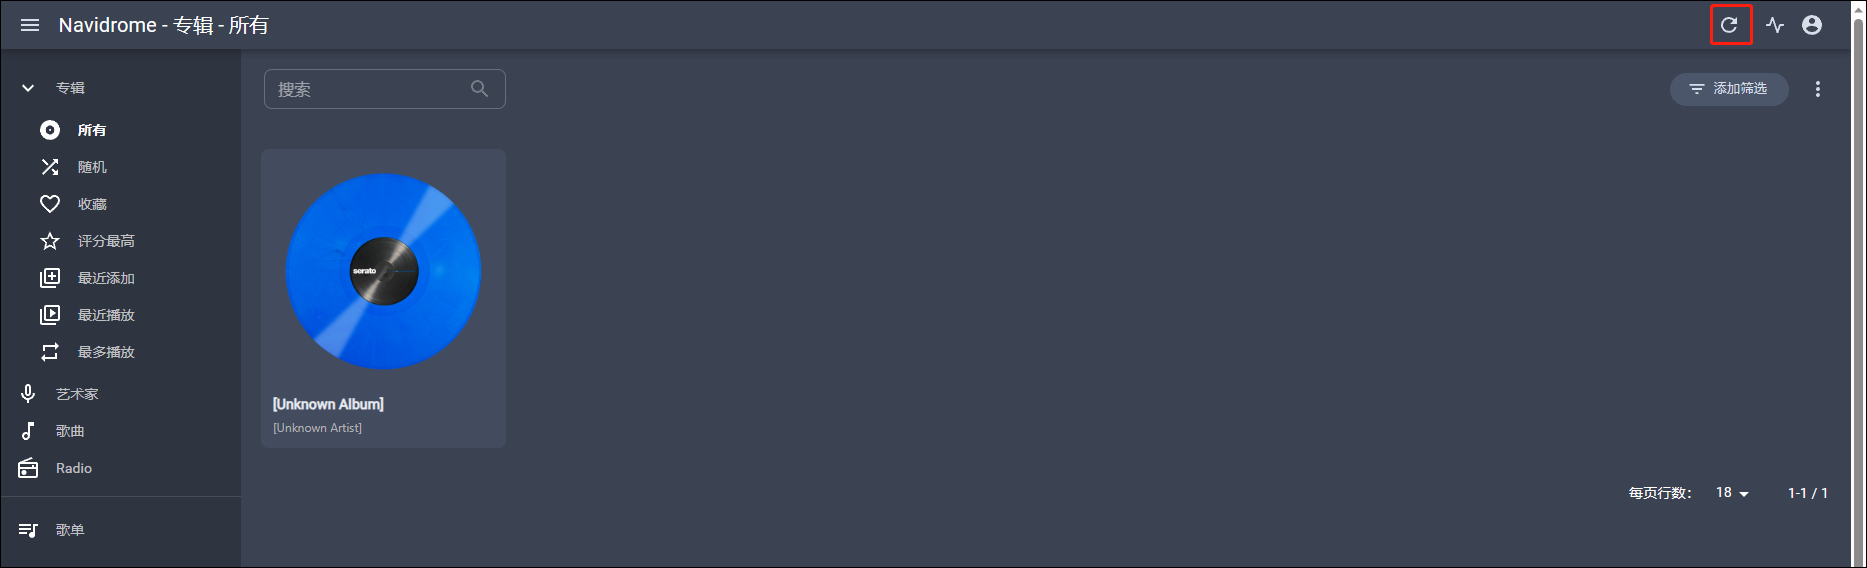 Navidrome - 专辑 - 所有
专辑
所有
随机
收藏
评分最高
最近添加
最近播放
最多播放
艺术家
歌曲
Radio
歌单
搜索
添加筛选
serato
[Unknown Album]
[Unknown Artist]
每页行数： 18 1-1 / 1